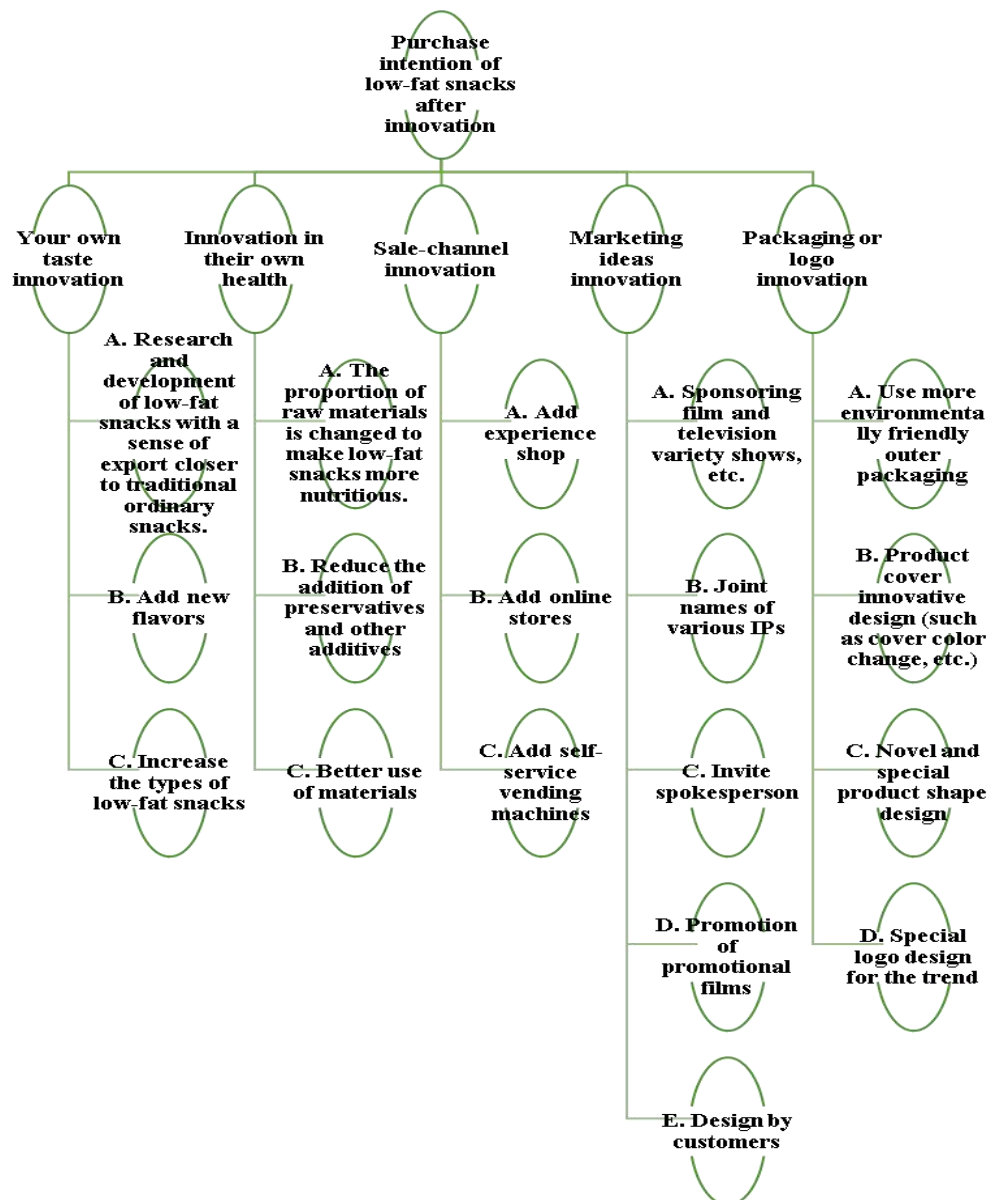 Purchase
intention of
low-fat snacks
after
innovation
Your own
taste
innovation
Innovation in
their own
health
Sale-channel
innovation
Marketing
ideas
innovation
Packaging or
logo
innovation
A. Research
and
development
of low-fat
snacks with a
sense of
export closer
to traditional
ordinary
snacks.
B. Add new
flavors
C. Increase
the types of
low-fat snacks
A. The
proportion of
raw materials
is changed to
make low-fat
snacks more
nutritious.
B. Reduce the
addition of
preservatives
and other
additives
C. Better use
of materials
A. Add
experience
shop
B. Add online
stores
C. Add self-
service
vending
machines
A. Sponsoring
film and
television
variety shows,
etc.
B. Joint
names of
various IPs
C. Invite
spokesperson
D. Promotion
of
promotional
films
E. Design by
customers
A. Use more
environmenta
lly friendly
outer
packaging
B. Product
cover
innovative
design (such
as cover color
change, etc.)
C. Novel and
special
product shape
design
D. Special
logo design
for the trend